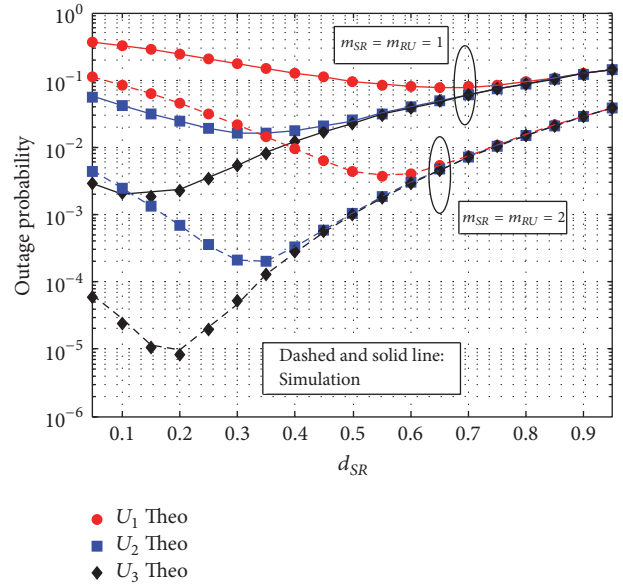 10^0
10^-1
10^-2
10^-3
10^-4
10^-5
10^-6
Outage probability
m_SR = m_RU = 1
m_SR = m_RU = 2
Dashed and solid line:
Simulation
0.1 0.2 0.3 0.4 0.5 0.6 0.7 0.8 0.9
d_SR
U_1 Theo
U_2 Theo
U_3 Theo